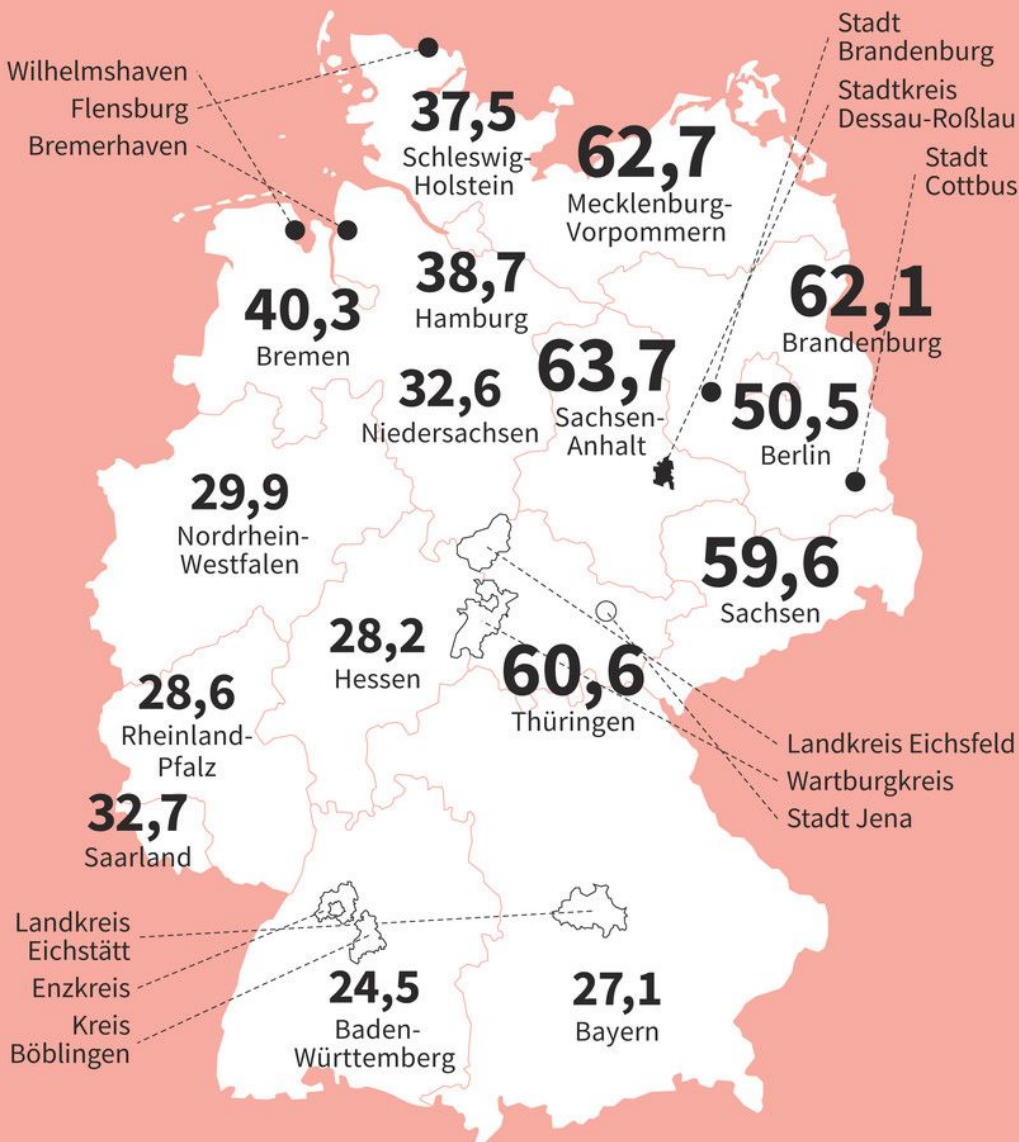 Wilhelmshaven
Flensburg
Bremerhaven
Stadt
Brandenburg
Stadtkreis
Dessau-Roßlau
Stadt
Cottbus
37,5
Schleswig-
Holstein
62,7
Mecklenburg-
Vorpommern
38,7
Hamburg
40,3
Bremen
62,1
Brandenburg
63,7
Sachsen-
Anhalt
32,6
Niedersachsen
50,5
Berlin
29,9
Nordrhein-
Westfalen
59,6
Sachsen
28,2
Hessen
60,6
Thüringen
28,6
Rheinland-
Pfalz
Landkreis Eichsfeld
Wartburgkreis
Stadt Jena
32,7
Saarland
Landkreis
Eichstätt
Enzkreis
Kreis
Böblingen
24,5
Baden-
Württemberg
27,1
Bayern